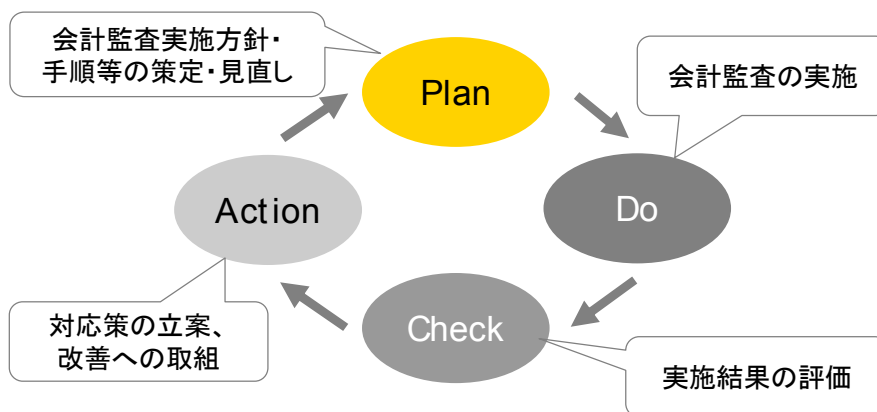 会計監査実施方針・
手順等の策定・見直し
Plan
会計監査の実施
Do
Action
Check
対応策の立案、
改善への取組
実施結果の評価